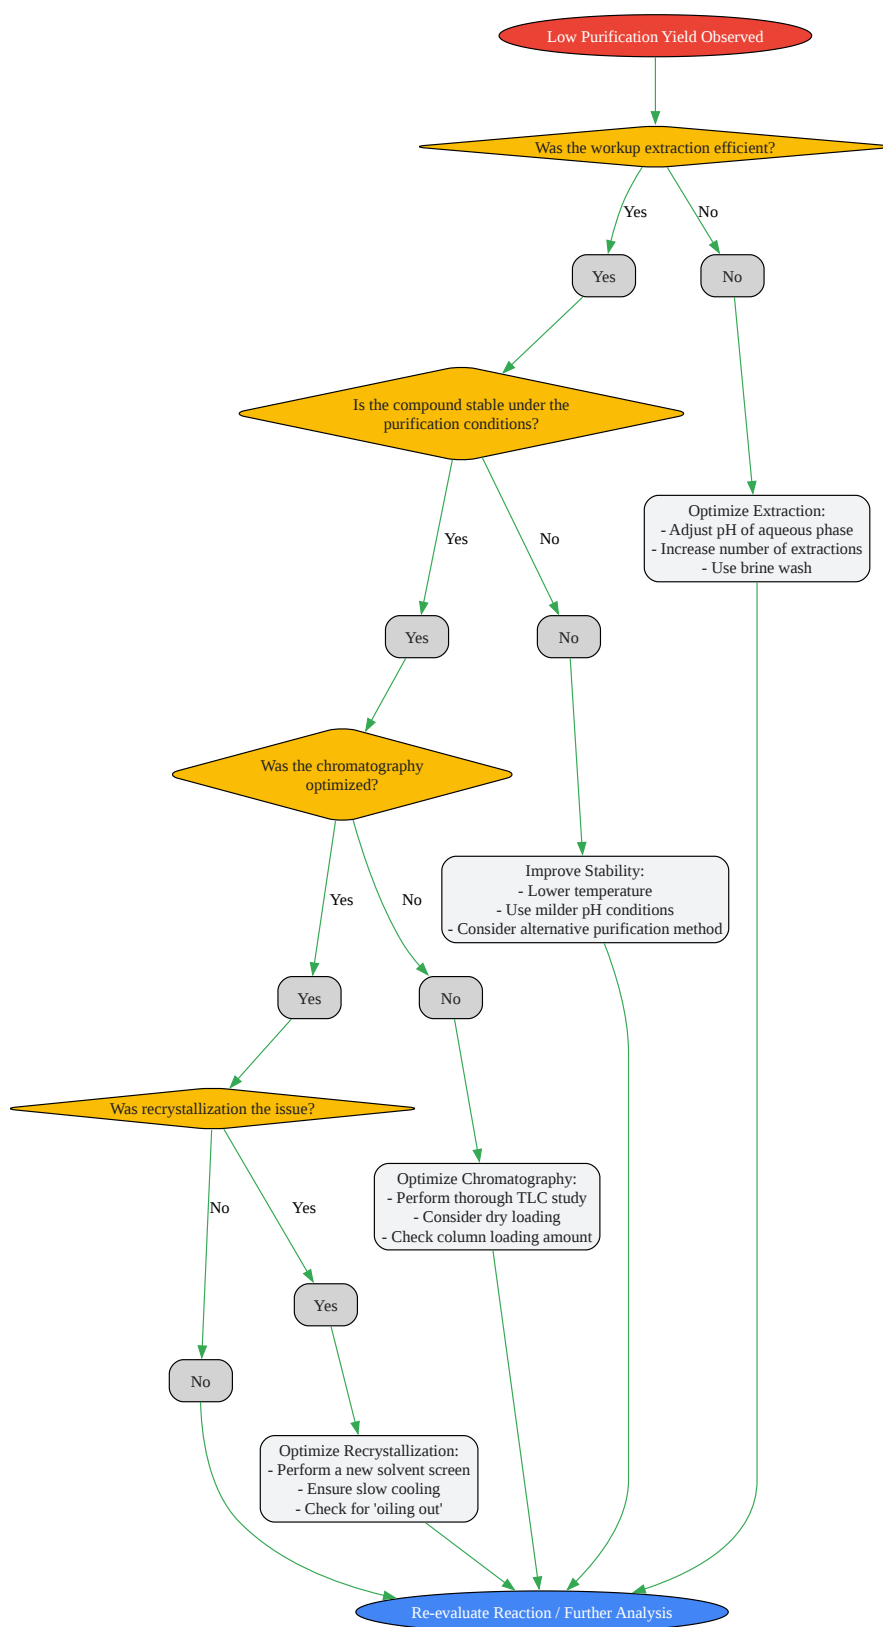 Low Purification Yield Observed
Was the workup extraction efficient?
Yes
No
Yes
No
Is the compound stable under the
purification conditions?
Optimize Extraction:
- Adjust pH of aqueous phase
- Increase number of extractions
- Use brine wash
Yes
No
Yes
No
Was the chromatography
optimized?
Improve Stability:
- Lower temperature
- Use milder pH conditions
- Consider alternative purification method
Yes
No
Yes
No
Was recrystallization the issue?
Optimize Chromatography:
- Perform thorough TLC study
- Consider dry loading
- Check column loading amount
No
Yes
Yes
No
Optimize Recrystallization:
- Perform a new solvent screen
- Ensure slow cooling
- Check for 'oiling out'
Re-evaluate Reaction / Further Analysis